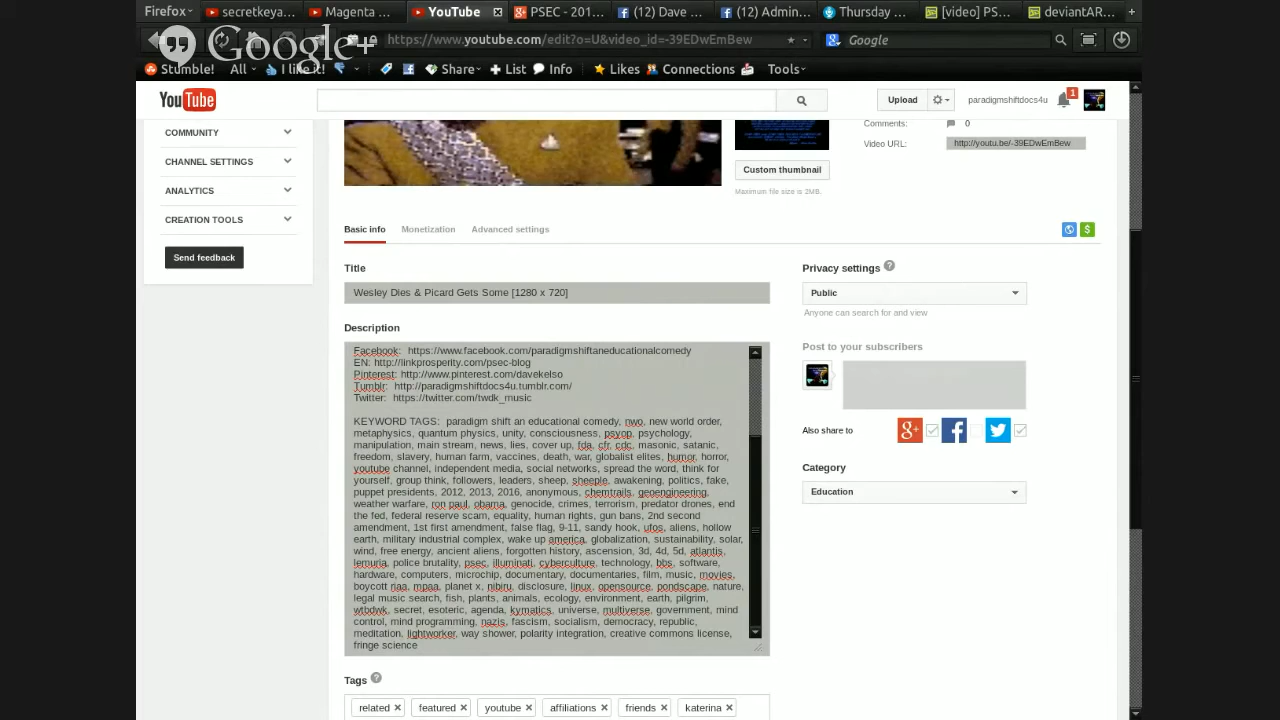 Firefox
secretkeya...
Magenta ...
YouTube
PSEC - 201...
(12) Dave ...
(12) Admin...
Thursday ...
[video] PS...
deviantAR...
Google+
https://www.youtube.com/edit?o=U&video_id=-39EDwEmBew
Google
Stumble! All I like it! Share List Info Likes Connections Tools
YouTube
Upload
paradigmshiftdocs4u
1
COMMUNITY
CHANNEL SETTINGS
ANALYTICS
CREATION TOOLS
Send feedback
Comments: 0
Video URL: http://youtu.be/-39EDwEmBew
Custom thumbnail
Maximum file size is 2MB.
Basic info Monetization Advanced settings
Title
Wesley Dies & Picard Gets Some [1280 x 720]
Description
Facebook: https://www.facebook.com/paradigmshiftaneducationalcomedy
EN: http://linkprosperity.com/psec-blog
Pinterest: http://www.pinterest.com/davekelso
Tumblr: http://paradigmshiftdocs4u.tumblr.com/
Twitter: https://twitter.com/twdk_music
KEYWORD TAGS: paradigm shift an educational comedy, nwo, new world order,
metaphysics, quantum physics, unity, consciousness, psyop, psychology,
manipulation, main stream, news, lies, cover up, fda, cfr, cdc, masonic, satanic,
freedom, slavery, human farm, vaccines, death, war, globalist elites, humor, horror,
youtube channel, independent media, social networks, spread the word, think for
yourself, group think, followers, leaders, sheep, sheeple, awakening, politics, fake,
puppet presidents, 2012, 2013, 2016, anonymous, chemtrails, geoengineering,
weather warfare, ron paul, obama, genocide, crimes, terrorism, predator drones, end
the fed, federal reserve scam, equality, human rights, gun bans, 2nd second
amendment, 1st first amendment, false flag, 9-11, sandy hook, ufos, aliens, hollow
earth, military industrial complex, wake up america, globalization, sustainability, solar,
wind, free energy, ancient aliens, forgotten history, ascension, 3d, 4d, 5d, atlantis,
lemuria, police brutality, psec, illuminati, cyberculture, technology, bbs, software,
hardware, computers, microchip, documentary, documentaries, film, music, movies,
boycott riaa, mpaa, planet x, nibiru, disclosure, linux, opensource, pondscape, nature,
legal music search, fish, plants, animals, ecology, environment, earth, pilgrim,
wtbdwk, secret, esoteric, agenda, kymatics, universe, multiverse, government, mind
control, mind programming, nazis, fascism, socialism, democracy, republic,
meditation, lightworker, way shower, polarity integration, creative commons license,
fringe science
Privacy settings
Public
Anyone can search for and view
Post to your subscribers
Also share to
Category
Education
Tags
related featured youtube affiliations friends katerina